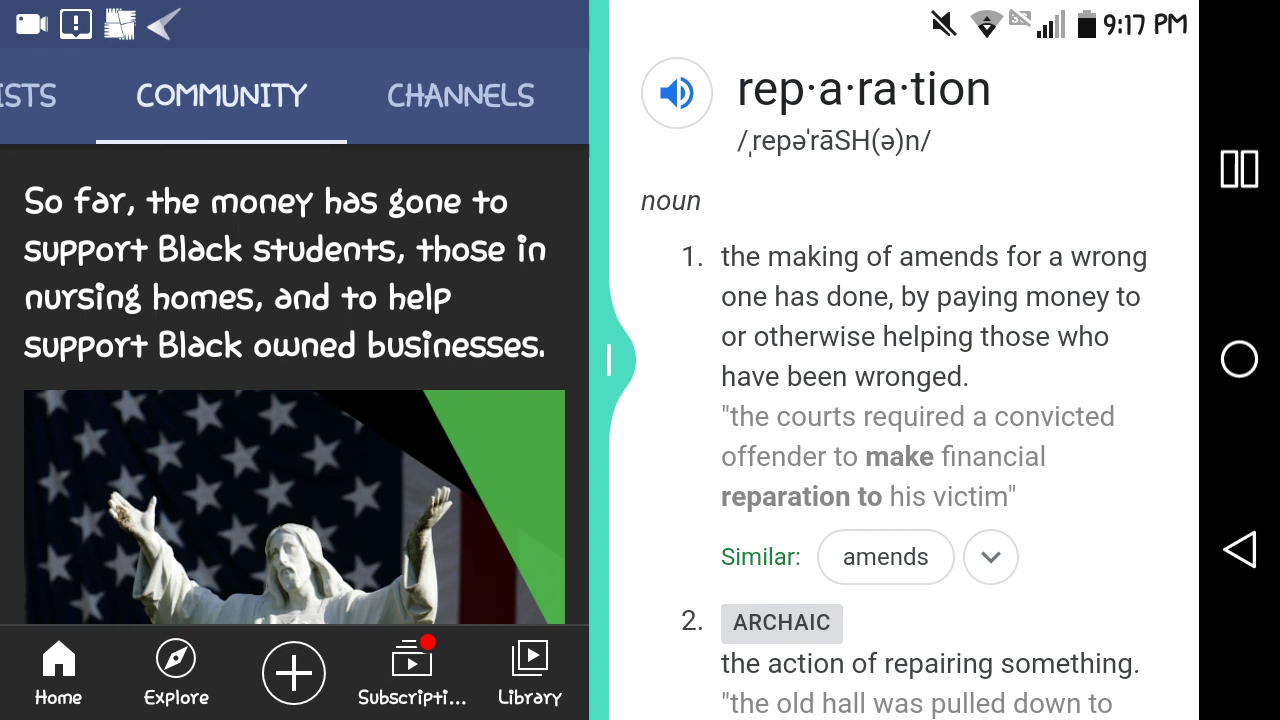 ISTS COMMUNITY CHANNELS
So far, the money has gone to
support Black students, those in
nursing homes, and to help
support Black owned businesses.
Home Explore Subscripti... Library
9:17 PM
rep·a·ra·tion
/ˌrepəˈrāSH(ə)n/
noun
1. the making of amends for a wrong
one has done, by paying money to
or otherwise helping those who
have been wronged.
"the courts required a convicted
offender to make financial
reparation to his victim"
Similar: amends
2. ARCHAIC
the action of repairing something.
"the old hall was pulled down to